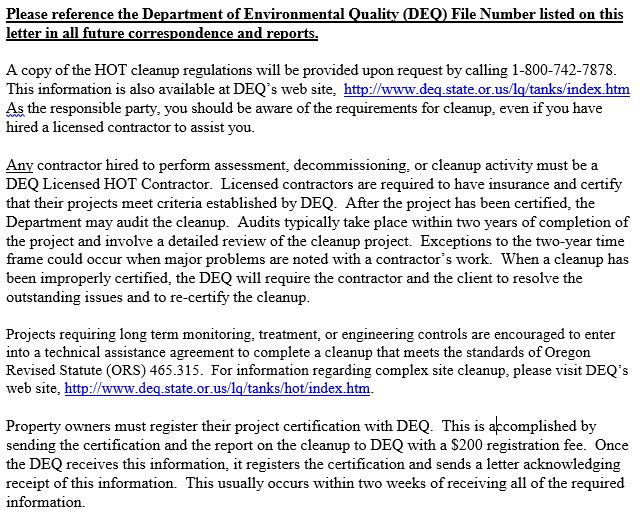 Please reference the Department of Environmental Quality (DEQ) File Number listed on this
letter in all future correspondence and reports.
A copy of the HOT cleanup regulations will be provided upon request by calling 1-800-742-7878.
This information is also available at DEQ's web site, http://www.deq.state.or.us/lq/tanks/index.htm
As the responsible party, you should be aware of the requirements for cleanup, even if you have
hired a licensed contractor to assist you.
Any contractor hired to perform assessment, decommissioning, or cleanup activity must be a
DEQ Licensed HOT Contractor. Licensed contractors are required to have insurance and certify
that their projects meet criteria established by DEQ. After the project has been certified, the
Department may audit the cleanup. Audits typically take place within two years of completion of
the project and involve a detailed review of the cleanup project. Exceptions to the two-year time
frame could occur when major problems are noted with a contractor's work. When a cleanup has
been improperly certified, the DEQ will require the contractor and the client to resolve the
outstanding issues and to re-certify the cleanup.
Projects requiring long term monitoring, treatment, or engineering controls are encouraged to enter
into a technical assistance agreement to complete a cleanup that meets the standards of Oregon
Revised Statute (ORS) 465.315. For information regarding complex site cleanup, please visit DEQ's
web site, http://www.deq.state.or.us/lq/tanks/hot/index.htm.
Property owners must register their project certification with DEQ. This is accomplished by
sending the certification and the report on the cleanup to DEQ with a $200 registration fee. Once
the DEQ receives this information, it registers the certification and sends a letter acknowledging
receipt of this information. This usually occurs within two weeks of receiving all of the required
information.